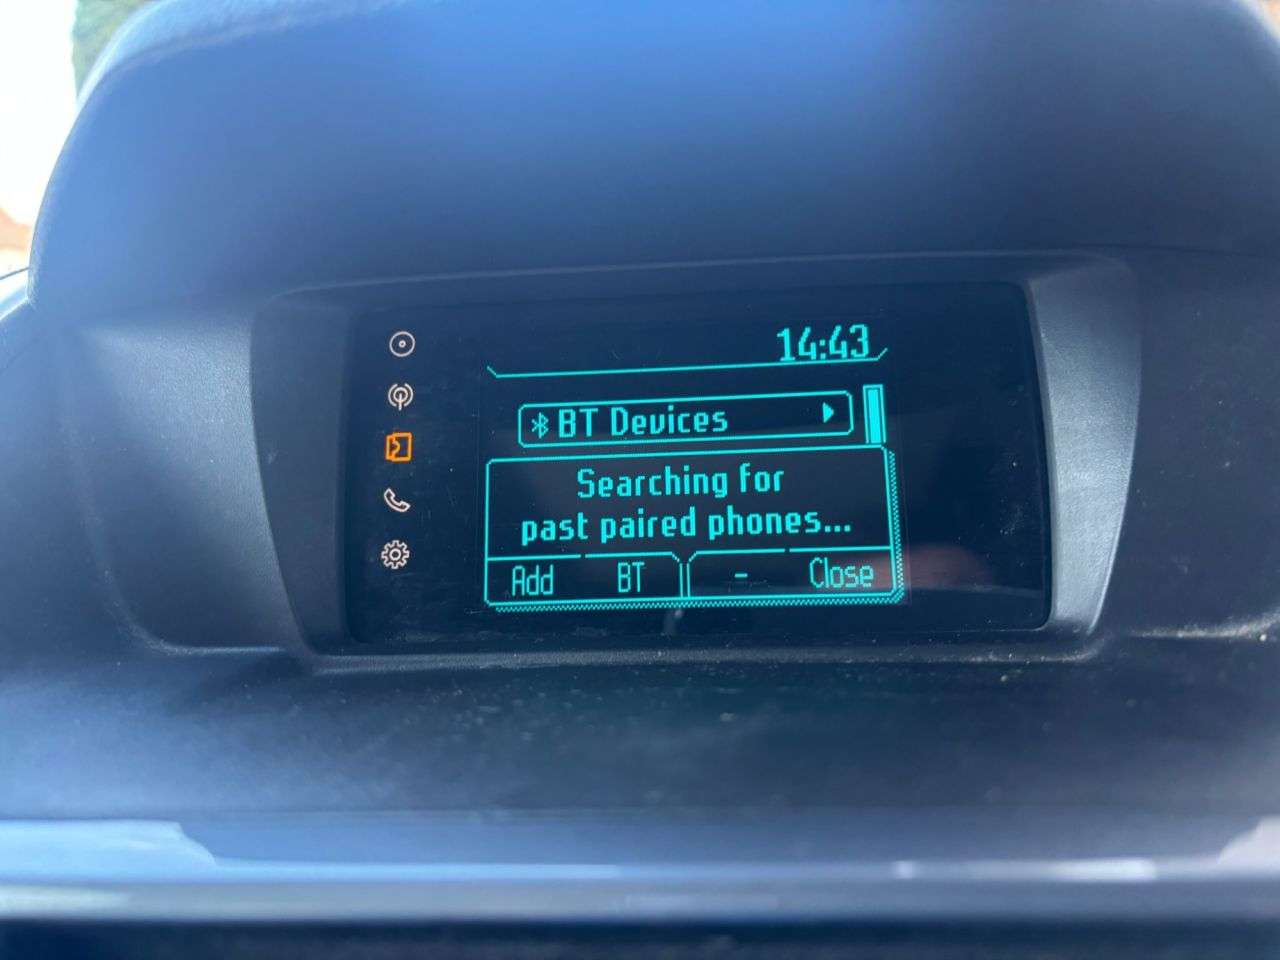 14:43
BT Devices
Searching for
past paired phones...
Add BT - Close